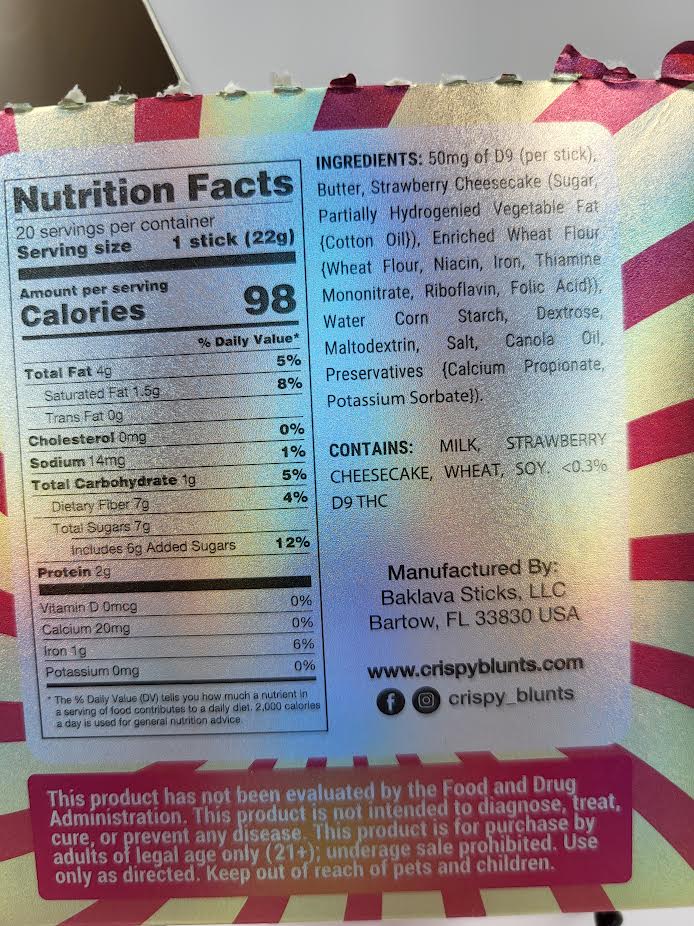 Nutrition Facts
20 servings per container
Serving size 1 stick (22g)
Amount per serving
Calories 98
% Daily Value*
Total Fat 4g 5%
Saturated Fat 1.5g 8%
Trans Fat 0g
Cholesterol 0mg 0%
Sodium 14mg 1%
Total Carbohydrate 1g 5%
Dietary Fiber 7g 4%
Total Sugars 7g
Includes 6g Added Sugars 12%
Protein 2g
Vitamin D 0mcg 0%
Calcium 20mg 0%
Iron 1g 6%
Potassium 0mg 0%
* The % Daily Value (DV) tells you how much a nutrient in
a serving of food contributes to a daily diet. 2,000 calories
a day is used for general nutrition advice.
INGREDIENTS: 50mg of D9 (per stick),
Butter, Strawberry Cheesecake (Sugar,
Partially Hydrogenied Vegetable Fat
{Cotton Oil}), Enriched Wheat Flour
{Wheat Flour, Niacin, Iron, Thiamine
Mononitrate, Riboflavin, Folic Acid}),
Water Corn Starch, Dextrose,
Maltodextrin, Salt, Canola Oil,
Preservatives {Calcium Propionate,
Potassium Sorbate}).
CONTAINS: MILK, STRAWBERRY
CHEESECAKE, WHEAT, SOY. <0.3%
D9 THC
Manufactured By:
Baklava Sticks, LLC
Bartow, FL 33830 USA
www.crispyblunts.com
crispy_blunts
This product has not been evaluated by the Food and Drug
Administration. This product is not intended to diagnose, treat,
cure, or prevent any disease. This product is for purchase by
adults of legal age only (21+); underage sale prohibited. Use
only as directed. Keep out of reach of pets and children.